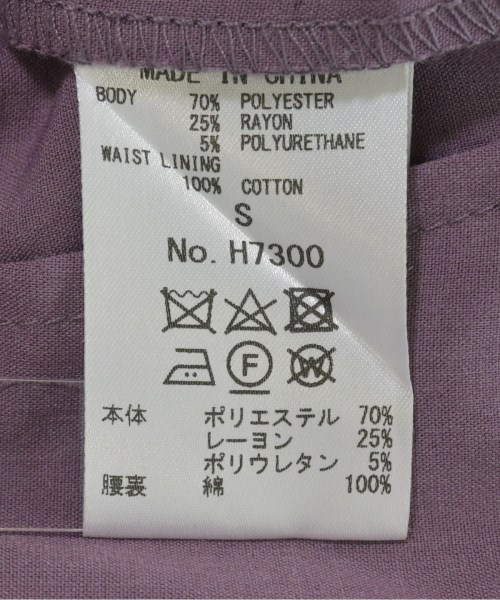 MADE IN CHINA
BODY 70% POLYESTER
25% RAYON
5% POLYURETHANE
WAIST LINING
100% COTTON
S
No. H7300
F W
本体 ポリエステル 70%
レーヨン 25%
ポリウレタン 5%
腰裏 綿 100%